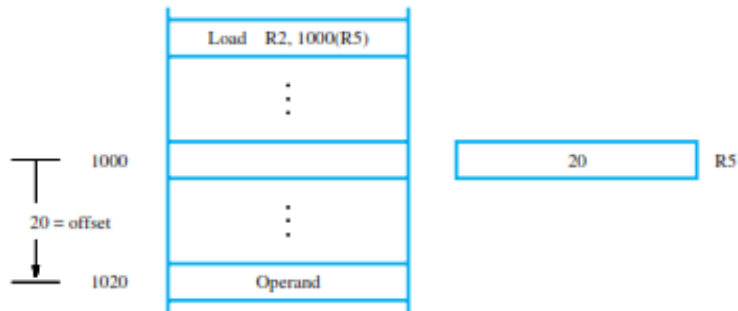 Load R2, 1000(R5)
1000
20
R5
20 = offset
1020
Operand